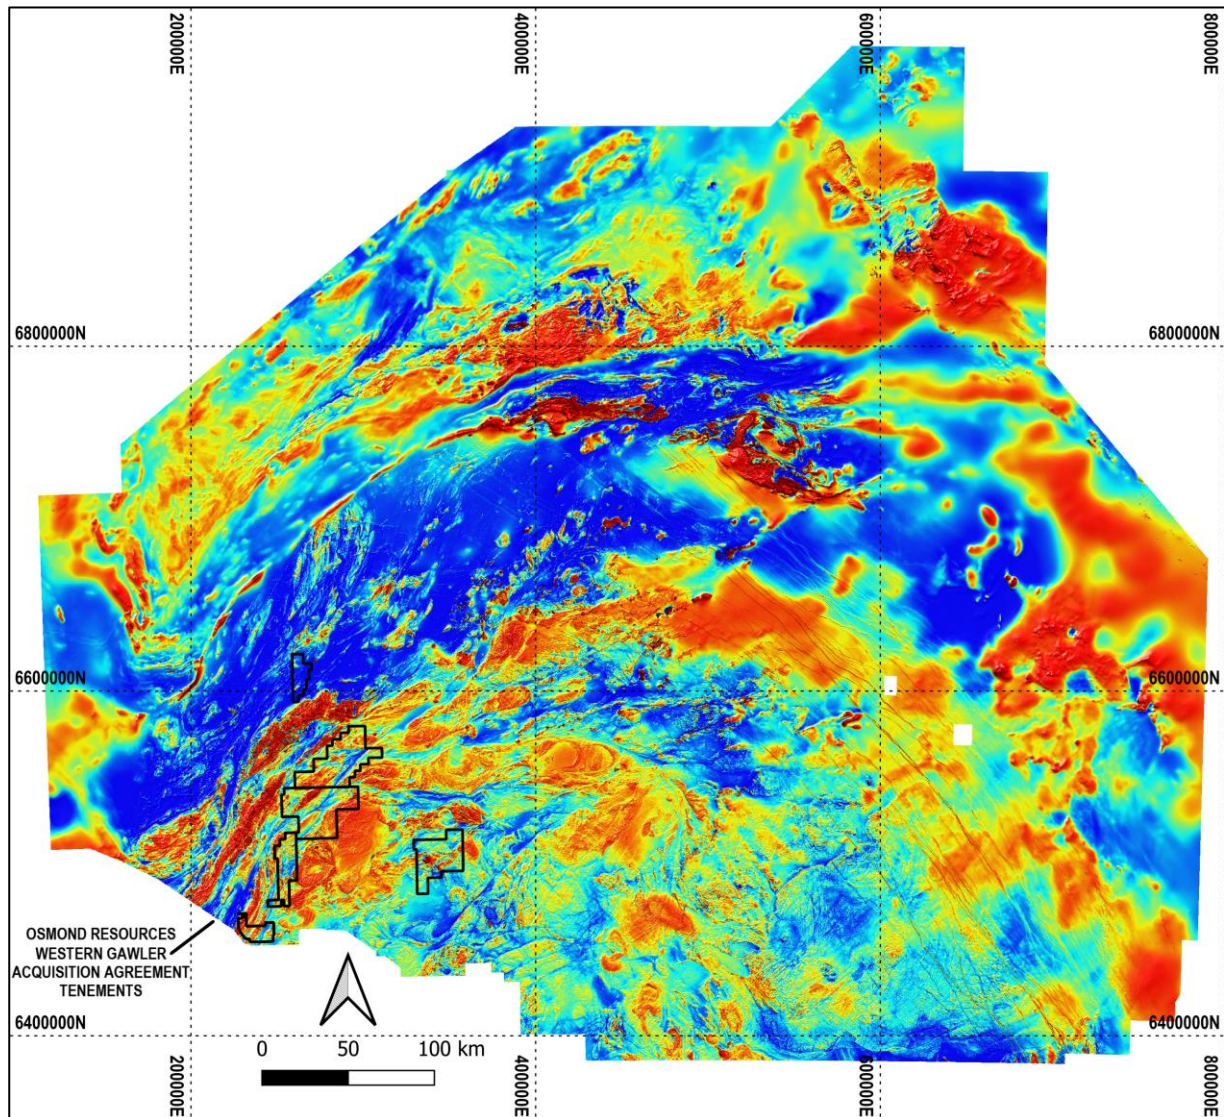 200000E
400000E
600000E
800000E
6800000N
6800000N
6600000N
6600000N
OSMOND RESOURCES
WESTERN GAWLER
ACQUISITION AGREEMENT
TENEMENTS
6400000N
6400000N
0 50 100 km
200000E
400000E
600000E
800000E